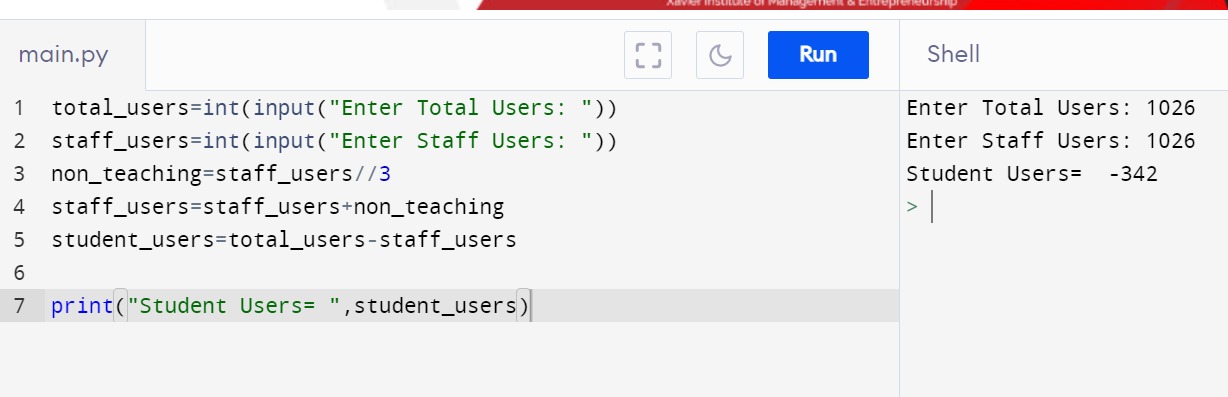 Xavier Institute of Management & Entrepreneurship
main.py
Run
Shell
1 total_users=int(input("Enter Total Users: "))
2 staff_users=int(input("Enter Staff Users: "))
3 non_teaching=staff_users//3
4 staff_users=staff_users+non_teaching
5 student_users=total_users-staff_users
6
7 print("Student Users= ",student_users)
Enter Total Users: 1026
Enter Staff Users: 1026
Student Users=  -342
>